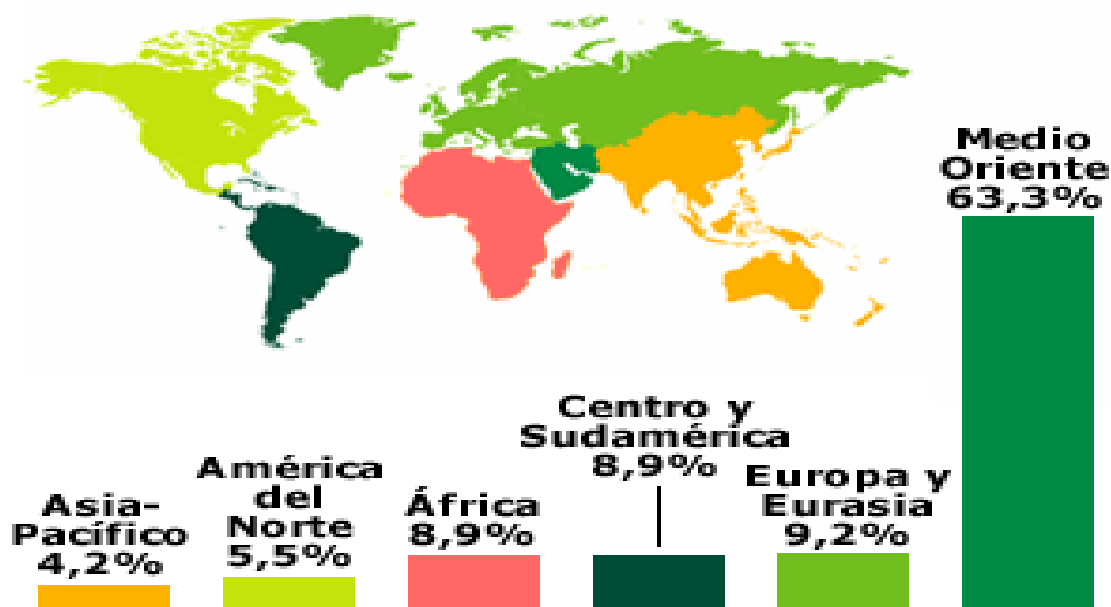 Medio
Oriente
63,3%
Centro y
Sudamérica
8,9%
América
del
Norte
5,5%
Europa y
Eurasia
9,2%
Asia-
Pacífico
4,2%
África
8,9%